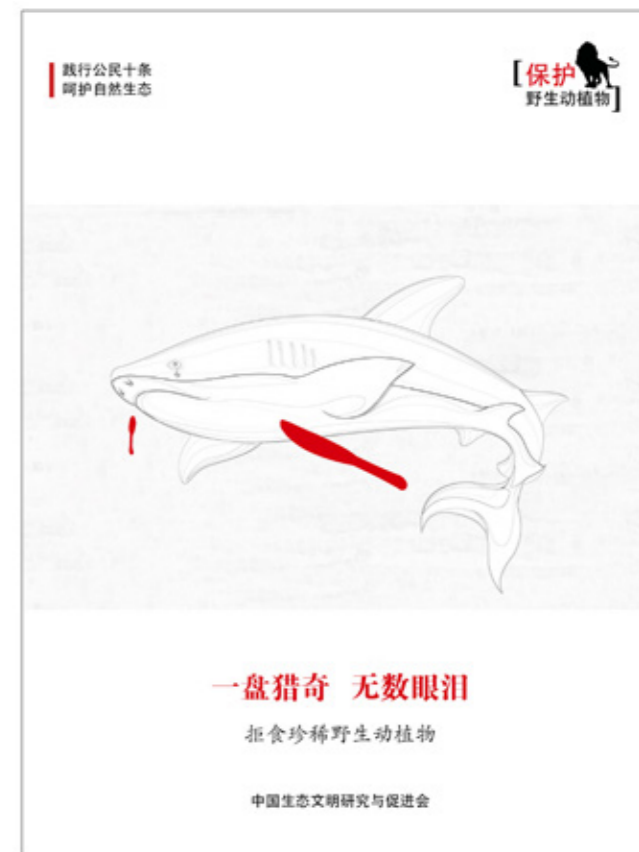 践行公民十条
呵护自然生态
[保护
野生动植物]
一盘猎奇 无数眼泪
拒食珍稀野生动植物
中国生态文明研究与促进会